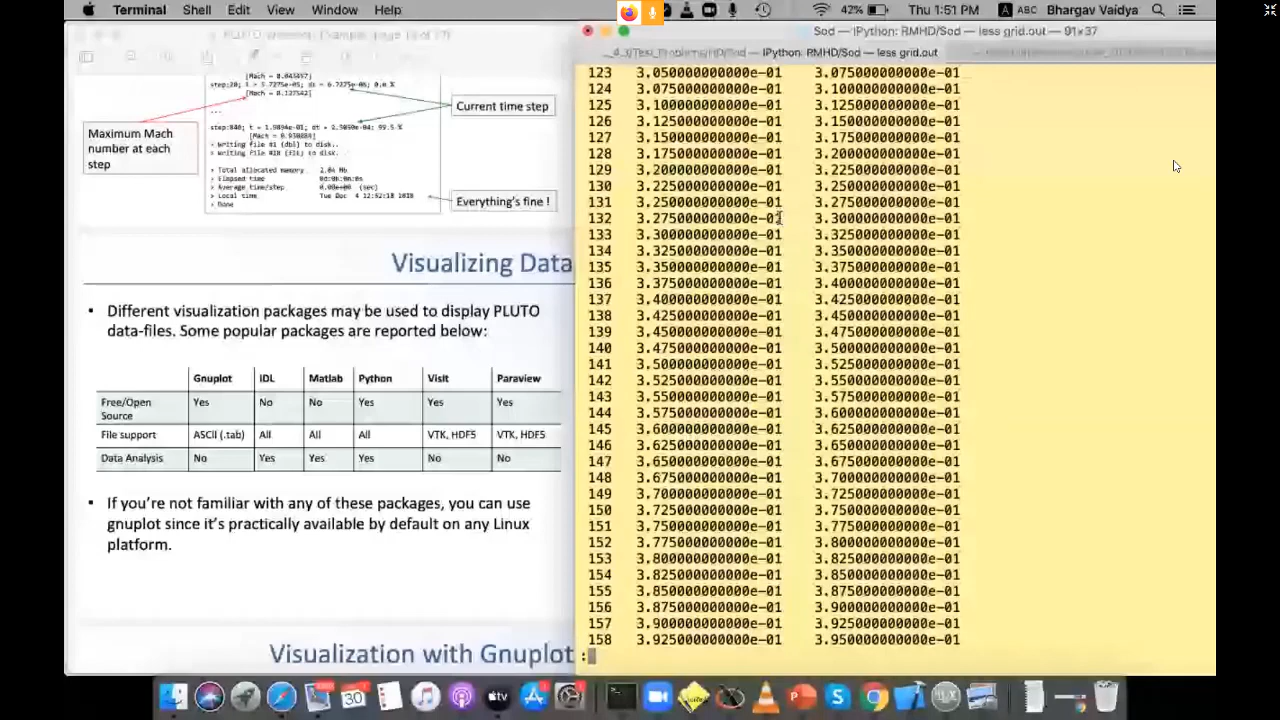 Terminal Shell Edit View Window Help
42% Thu 1:51 PM A ABC Bhargav Vaidya
Sod — IPython: RMHD/Sod — less grid.out — 91×37
IPython: RMHD/Sod — less grid.out
Current time step
Maximum Mach
number at each
step
> Total allocated memory
> Elapsed time
> Average time/step
> Local time
> Done
Everything's fine !
Visualizing Data
• Different visualization packages may be used to display PLUTO
data-files. Some popular packages are reported below:
Gnuplot IDL Matlab Python Visit Paraview
Free/Open
Source
Yes No No Yes Yes Yes
File support ASCII (.tab) All All All VTK, HDF5 VTK, HDF5
Data Analysis No Yes Yes Yes No No
• If you're not familiar with any of these packages, you can use
gnuplot since it's practically available by default on any Linux
platform.
Visualization with Gnuplot
123 3.050000000000e-01 3.075000000000e-01
124 3.075000000000e-01 3.100000000000e-01
125 3.100000000000e-01 3.125000000000e-01
126 3.125000000000e-01 3.150000000000e-01
127 3.150000000000e-01 3.175000000000e-01
128 3.175000000000e-01 3.200000000000e-01
129 3.200000000000e-01 3.225000000000e-01
130 3.225000000000e-01 3.250000000000e-01
131 3.250000000000e-01 3.275000000000e-01
132 3.275000000000e-01 3.300000000000e-01
133 3.300000000000e-01 3.325000000000e-01
134 3.325000000000e-01 3.350000000000e-01
135 3.350000000000e-01 3.375000000000e-01
136 3.375000000000e-01 3.400000000000e-01
137 3.400000000000e-01 3.425000000000e-01
138 3.425000000000e-01 3.450000000000e-01
139 3.450000000000e-01 3.475000000000e-01
140 3.475000000000e-01 3.500000000000e-01
141 3.500000000000e-01 3.525000000000e-01
142 3.525000000000e-01 3.550000000000e-01
143 3.550000000000e-01 3.575000000000e-01
144 3.575000000000e-01 3.600000000000e-01
145 3.600000000000e-01 3.625000000000e-01
146 3.625000000000e-01 3.650000000000e-01
147 3.650000000000e-01 3.675000000000e-01
148 3.675000000000e-01 3.700000000000e-01
149 3.700000000000e-01 3.725000000000e-01
150 3.725000000000e-01 3.750000000000e-01
151 3.750000000000e-01 3.775000000000e-01
152 3.775000000000e-01 3.800000000000e-01
153 3.800000000000e-01 3.825000000000e-01
154 3.825000000000e-01 3.850000000000e-01
155 3.850000000000e-01 3.875000000000e-01
156 3.875000000000e-01 3.900000000000e-01
157 3.900000000000e-01 3.925000000000e-01
158 3.925000000000e-01 3.950000000000e-01
:
30
tv